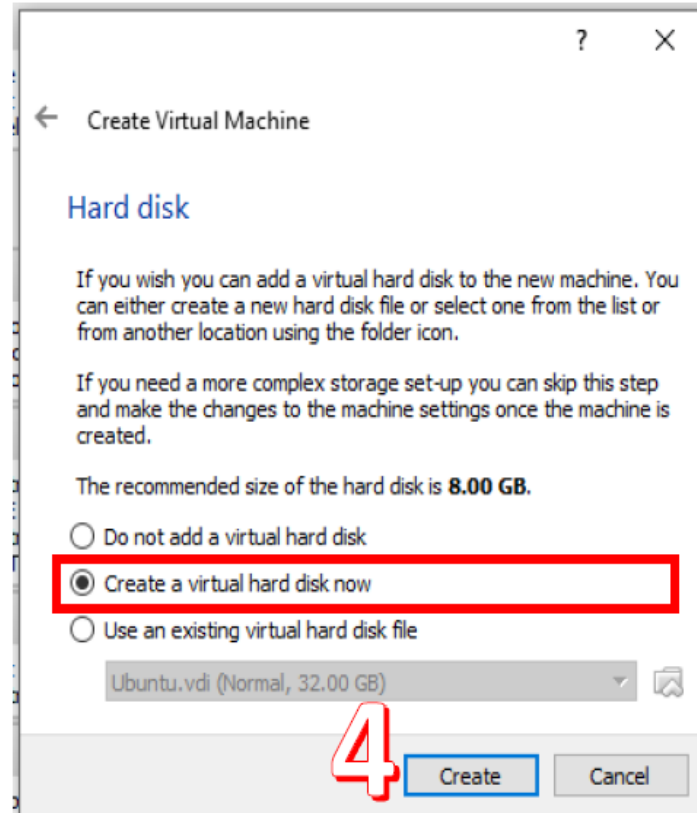 ?
Create Virtual Machine
Hard disk
If you wish you can add a virtual hard disk to the new machine. You
can either create a new hard disk file or select one from the list or
from another location using the folder icon.
If you need a more complex storage set-up you can skip this step
and make the changes to the machine settings once the machine is
created.
The recommended size of the hard disk is 8.00 GB.
Do not add a virtual hard disk
Create a virtual hard disk now
Use an existing virtual hard disk file
Ubuntu.vdi (Normal, 32.00 GB)
4 Create Cancel